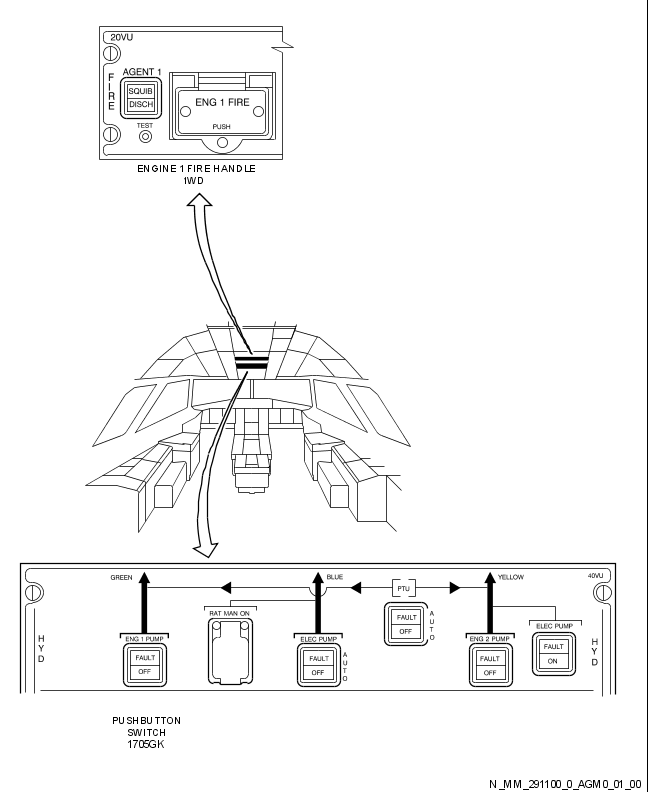 20VU
FIRE
AGENT 1
SQUIB
DISCH
TEST
ENG 1 FIRE
PUSH
ENGINE 1 FIRE HANDLE
1WD
GREEN
BLUE
YELLOW
40VU
PTU
RAT MAN ON
FAULT
OFF
AUTO
ELEC PUMP
HYD
ENG 1 PUMP
FAULT
OFF
ELEC PUMP
FAULT
OFF
AUTO
ENG 2 PUMP
FAULT
OFF
FAULT
ON
HYD
PUSHBUTTON
SWITCH
1705GK
N_MM_291100_0_AGM0_01_00